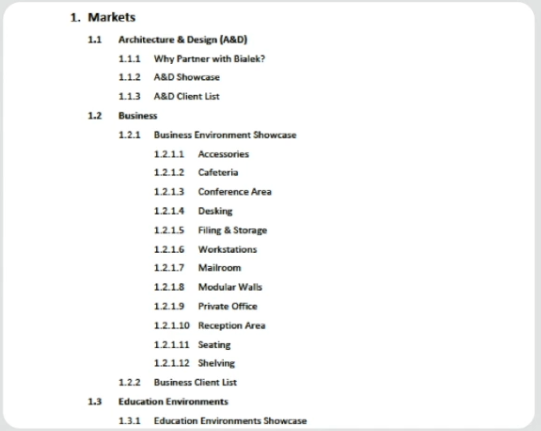 1. Markets
1.1 Architecture & Design (A&D)
1.1.1 Why Partner with Bialek?
1.1.2 A&D Showcase
1.1.3 A&D Client List
1.2 Business
1.2.1 Business Environment Showcase
1.2.1.1 Accessories
1.2.1.2 Cafeteria
1.2.1.3 Conference Area
1.2.1.4 Desking
1.2.1.5 Filing & Storage
1.2.1.6 Workstations
1.2.1.7 Mailroom
1.2.1.8 Modular Walls
1.2.1.9 Private Office
1.2.1.10 Reception Area
1.2.1.11 Seating
1.2.1.12 Shelving
1.2.2 Business Client List
1.3 Education Environments
1.3.1 Education Environments Showcase